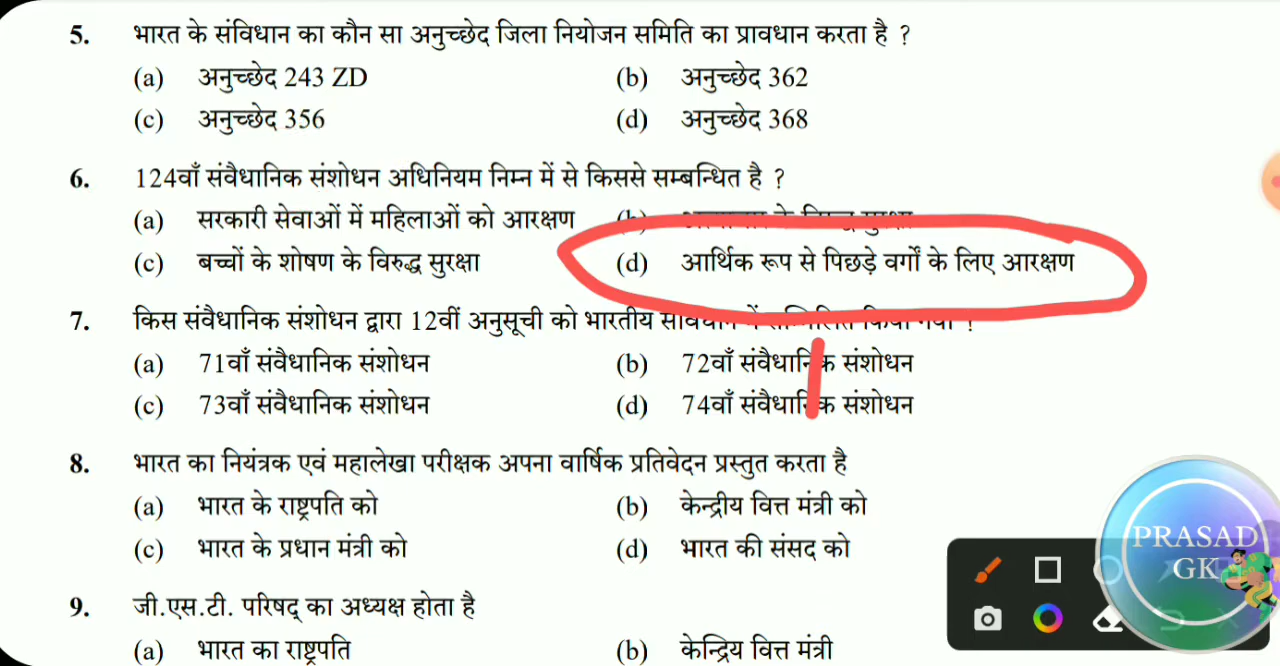 5. भारत के संविधान का कौन सा अनुच्छेद जिला नियोजन समिति का प्रावधान करता है ?
(a) अनुच्छेद 243 ZD (b) अनुच्छेद 362
(c) अनुच्छेद 356 (d) अनुच्छेद 368
6. 124वाँ संवैधानिक संशोधन अधिनियम निम्न में से किससे सम्बन्धित है ?
(a) सरकारी सेवाओं में महिलाओं को आरक्षण (b) के सुरक्षा
(c) बच्चों के शोषण के विरुद्ध सुरक्षा (d) आर्थिक रूप से पिछड़े वर्गों के लिए आरक्षण
7. किस संवैधानिक संशोधन द्वारा 12वीं अनुसूची को भारतीय संविधान में सम्मिलित किया गया ?
(a) 71वाँ संवैधानिक संशोधन (b) 72वाँ संवैधानिक संशोधन
(c) 73वाँ संवैधानिक संशोधन (d) 74वाँ संवैधानिक संशोधन
8. भारत का नियंत्रक एवं महालेखा परीक्षक अपना वार्षिक प्रतिवेदन प्रस्तुत करता है
(a) भारत के राष्ट्रपति को (b) केन्द्रीय वित्त मंत्री को
(c) भारत के प्रधान मंत्री को (d) भारत की संसद को
PRASAD
GK
9. जी.एस.टी. परिषद् का अध्यक्ष होता है
(a) भारत का राष्ट्रपति (b) केन्द्रिय वित्त मंत्री